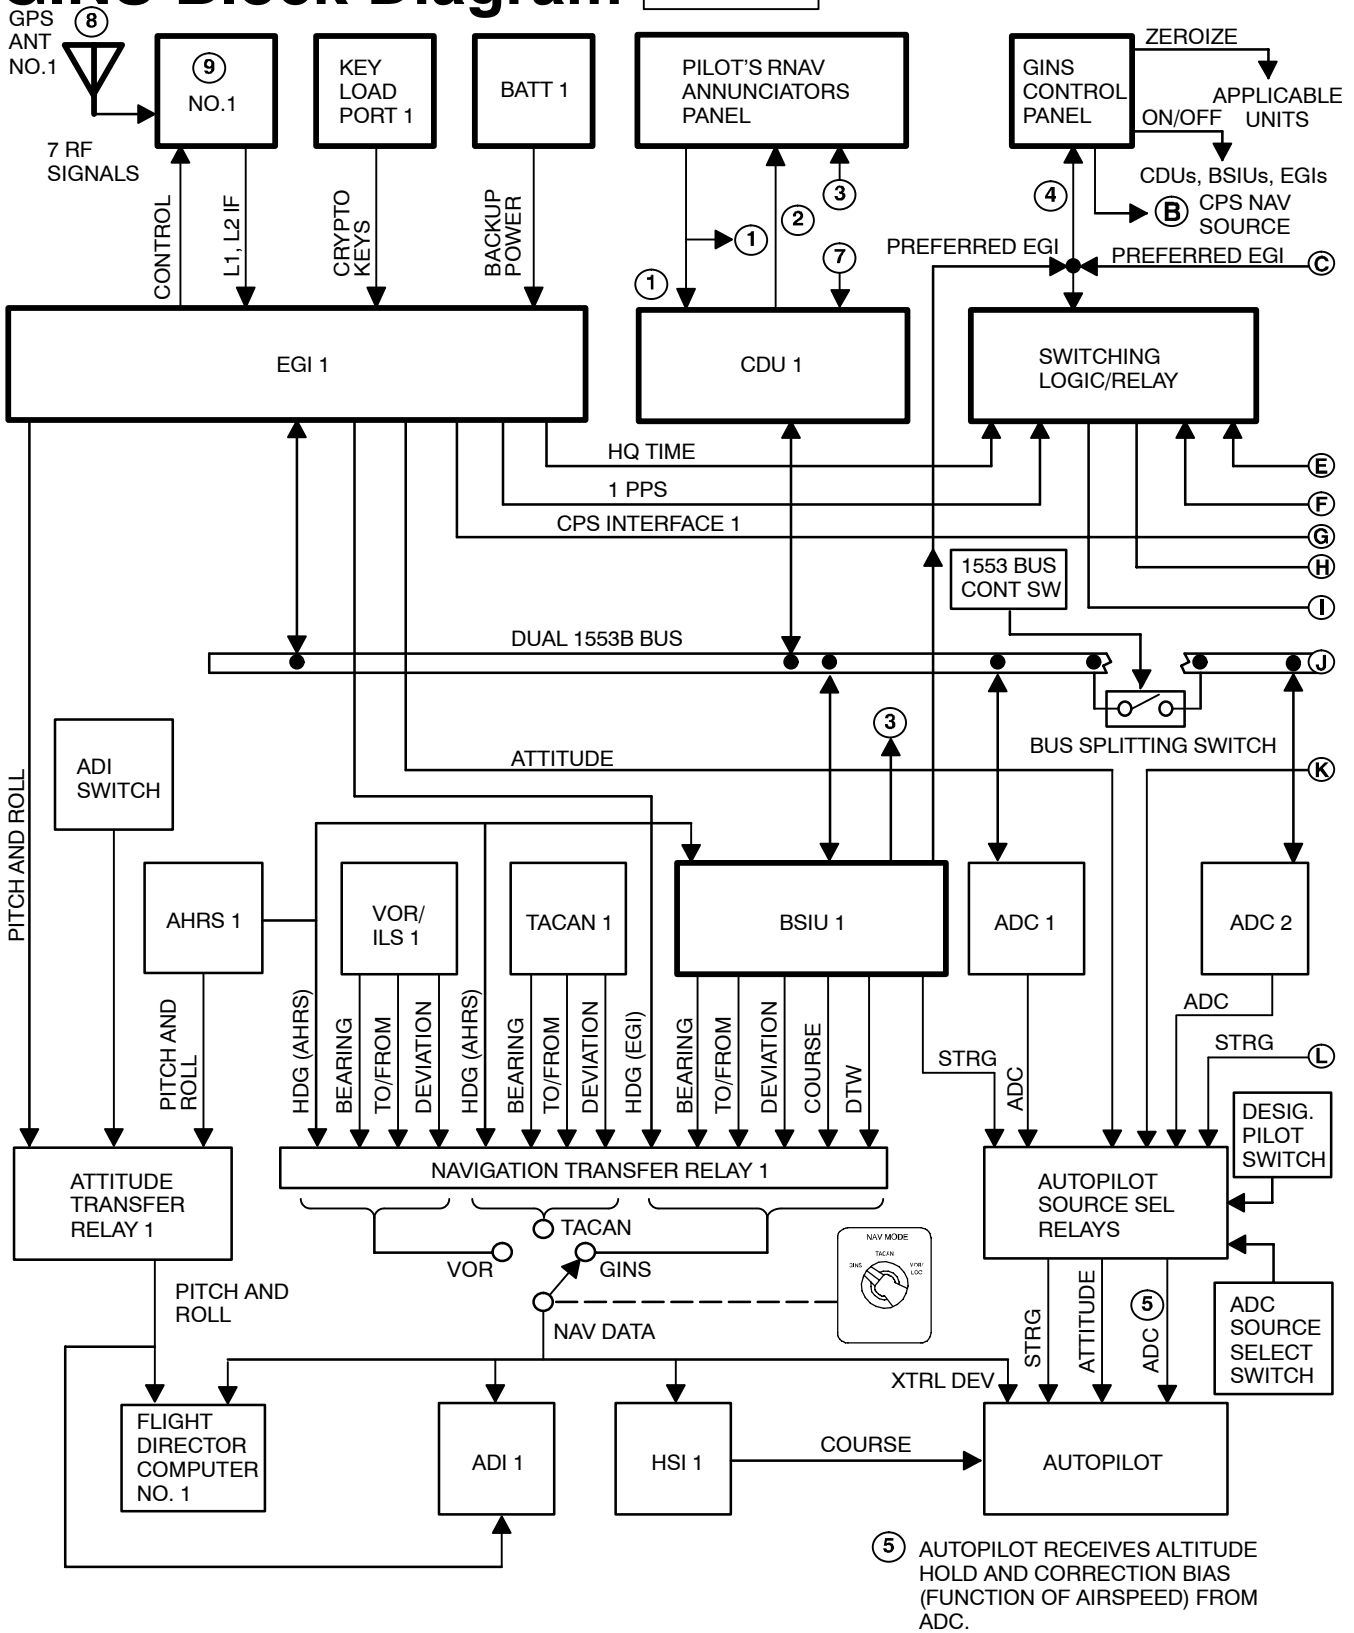 GINS Block Diagram
GPS
ANT
NO.1
8
9
NO.1
7 RF
SIGNALS
KEY
LOAD
PORT 1
BATT 1
PILOT'S RNAV
ANNUNCIATORS
PANEL
GINS
CONTROL
PANEL
ZEROIZE
APPLICABLE
UNITS
ON/OFF
CDUs, BSIUs, EGIs
B
CPS NAV
SOURCE
CONTROL
L1, L2 IF
CRYPTO
KEYS
BACKUP
POWER
1
1
2
3
7
4
PREFERRED EGI
PREFERRED EGI
C
EGI 1
CDU 1
SWITCHING
LOGIC/RELAY
HQ TIME
E
1 PPS
F
CPS INTERFACE 1
G
1553 BUS
CONT SW
H
I
DUAL 1553B BUS
J
BUS SPLITTING SWITCH
3
ATTITUDE
K
PITCH AND ROLL
ADI
SWITCH
AHRS 1
VOR/
ILS 1
TACAN 1
BSIU 1
ADC 1
ADC 2
PITCH AND
ROLL
HDG (AHRS)
BEARING
TO/FROM
DEVIATION
HDG (AHRS)
BEARING
TO/FROM
DEVIATION
HDG (EGI)
BEARING
TO/FROM
DEVIATION
COURSE
DTW
STRG
ADC
ADC
STRG
L
DESIG.
PILOT
SWITCH
ATTITUDE
TRANSFER
RELAY 1
NAVIGATION TRANSFER RELAY 1
AUTOPILOT
SOURCE SEL
RELAYS
TACAN
VOR
GINS
NAV MODE
TACAN
GINS
VOR/
LOC
NAV DATA
PITCH AND
ROLL
STRG
ATTITUDE
ADC
5
ADC
SOURCE
SELECT
SWITCH
XTRL DEV
FLIGHT
DIRECTOR
COMPUTER
NO. 1
ADI 1
HSI 1
COURSE
AUTOPILOT
5
AUTOPILOT RECEIVES ALTITUDE
HOLD AND CORRECTION BIAS
(FUNCTION OF AIRSPEED) FROM
ADC.